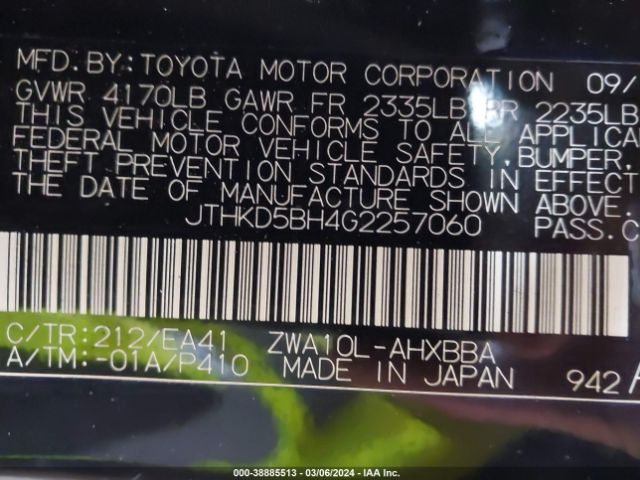 MFD.BY:TOYOTA MOTOR CORPORATION 09/
GVWR 4170LB GAWR FR 2335LB RR 2235LB
THIS VEHICLE CONFORMS TO ALL APPLICA
FEDERAL MOTOR VEHICLE SAFETY,BUMPER,
THEFT PREVENTION STANDARDS IN EFFECT
THE DATE OF MANUFACTURE SHOWN ABOVE.
JTHKD5BH4G2257060 PASS.C
C/TR:212/EA41 ZWA10L-AHXBBA
A/TM:-01A/P410 MADE IN JAPAN 942A
000-38885513 - 03/06/2024 - IAA Inc.